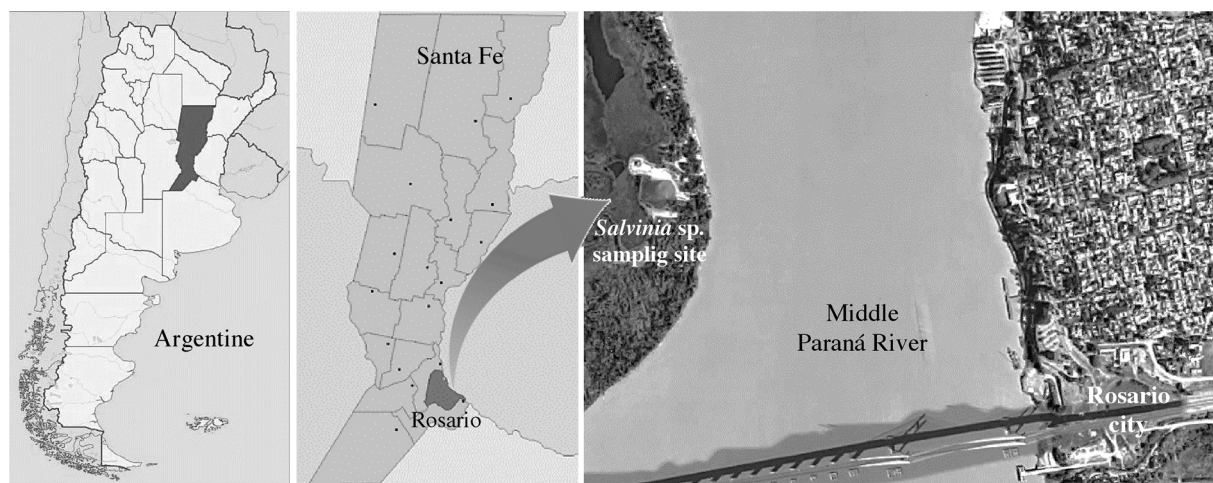 Argentine
Santa Fe
Rosario
Salvinia sp.
samplig site
Middle
Paraná River
Rosario
city